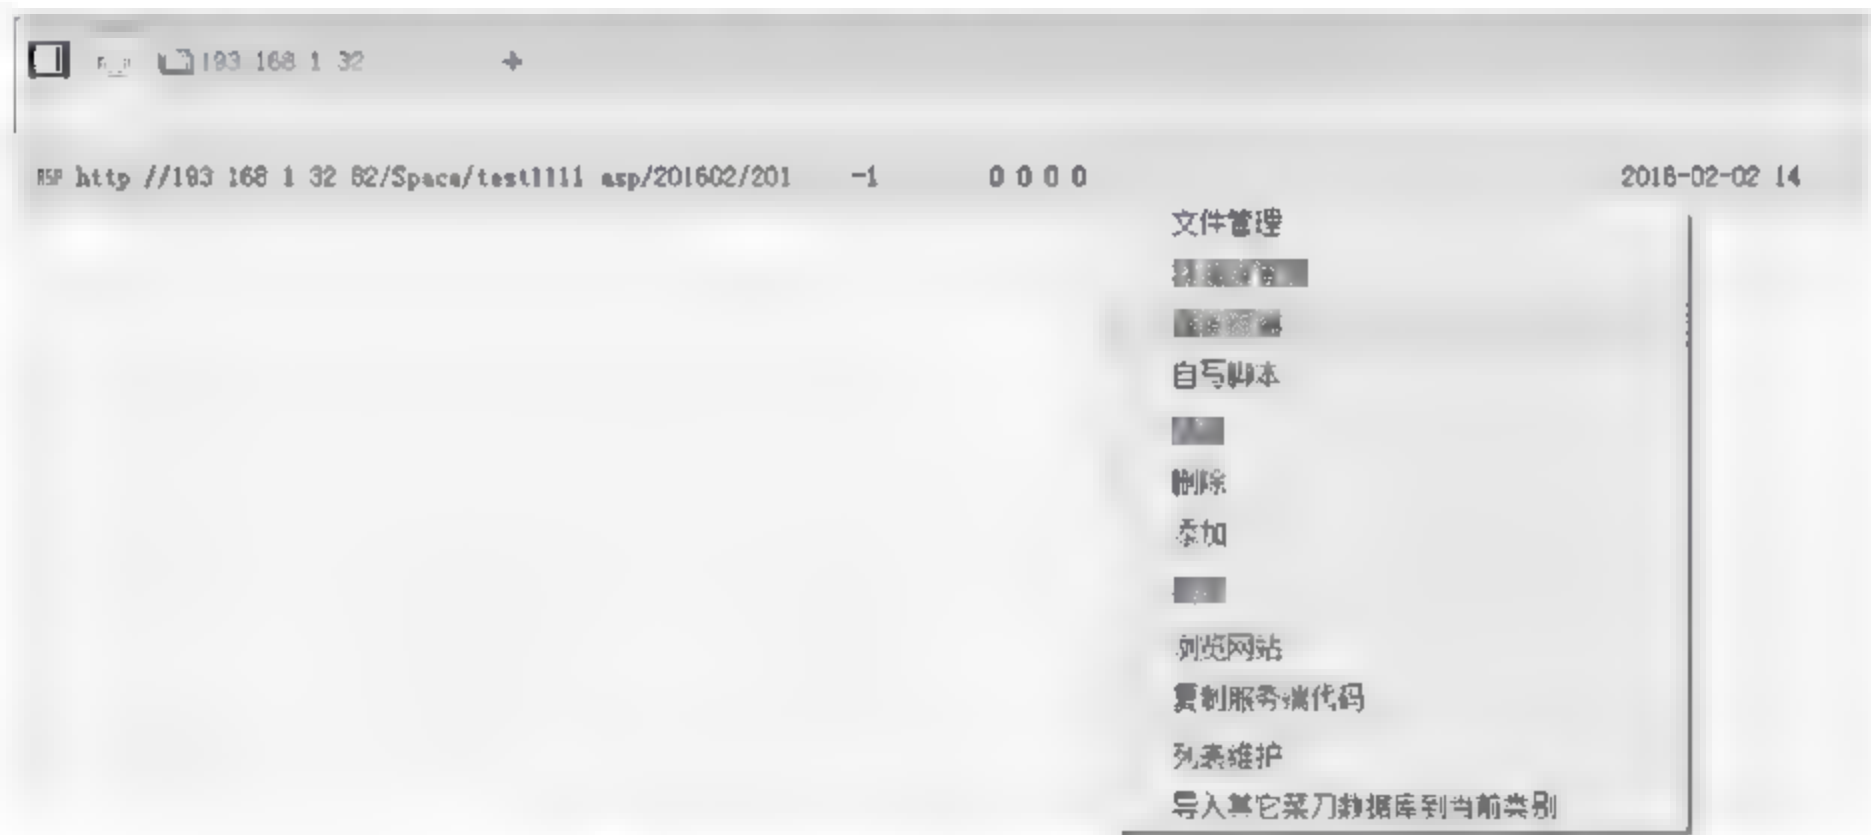 193 168 1 32 +
ASP http //193 168 1 32 82/Space/test1111 asp/201602/201 -1 0 0 0 0 2016-02-02 14
文件管理
自写脚本
删除
添加
浏览网站
复制服务端代码
列表维护
导入其它菜刀数据库到当前类别